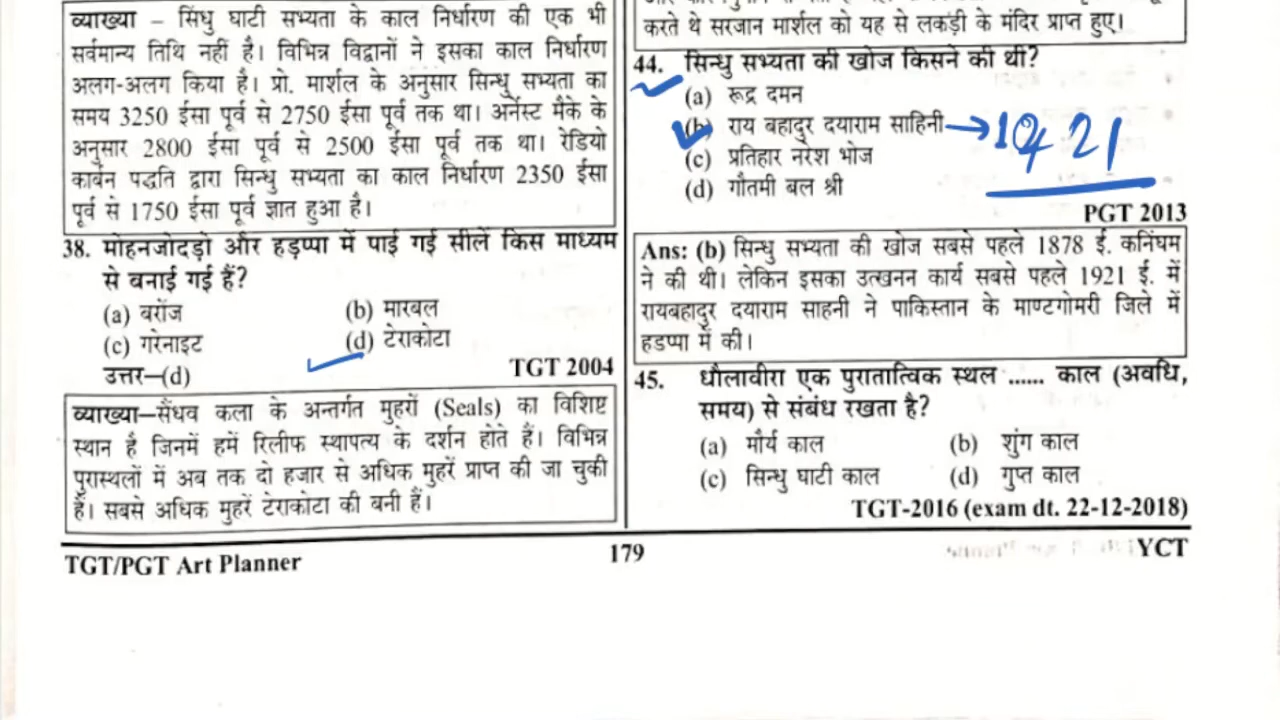 व्याख्या – सिंधु घाटी सभ्यता के काल निर्धारण की एक भी
सर्वमान्य तिथि नहीं है। विभिन्न विद्वानों ने इसका काल निर्धारण
अलग-अलग किया है। प्रो. मार्शल के अनुसार सिन्धु सभ्यता का
समय 3250 ईसा पूर्व से 2750 ईसा पूर्व तक था। अर्नेस्ट मैके के
अनुसार 2800 ईसा पूर्व से 2500 ईसा पूर्व तक था। रेडियो
कार्बन पद्धति द्वारा सिन्धु सभ्यता का काल निर्धारण 2350 ईसा
पूर्व से 1750 ईसा पूर्व ज्ञात हुआ है।
38. मोहनजोदड़ो और हड़प्पा में पाई गई सीलें किस माध्यम
से बनाई गई हैं?
(a) बरॉज (b) मारबल
(c) गरेनाइट (d) टेराकोटा
उत्तर–(d) TGT 2004
व्याख्या–सैंधव कला के अन्तर्गत मुहरों (Seals) का विशिष्ट
स्थान है जिनमें हमें रिलीफ स्थापत्य के दर्शन होते हैं। विभिन्न
पुरास्थलों में अब तक दो हजार से अधिक मुहरें प्राप्त की जा चुकी
हैं। सबसे अधिक मुहरें टेराकोटा की बनी हैं।
करते थे सरजान मार्शल को यह से लकड़ी के मंदिर प्राप्त हुए।
44. सिन्धु सभ्यता की खोज किसने की थी?
(a) रूद्र दमन
(b) राय बहादुर दयाराम साहिनी 1921
(c) प्रतिहार नरेश भोज
(d) गौतमी बल श्री
PGT 2013
Ans: (b) सिन्धु सभ्यता की खोज सबसे पहले 1878 ई. कनिंघम
ने की थी। लेकिन इसका उत्खनन कार्य सबसे पहले 1921 ई. में
रायबहादुर दयाराम साहनी ने पाकिस्तान के माण्टगोमरी जिले में
हडप्पा में की।
45. धौलावीरा एक पुरातात्विक स्थल ...... काल (अवधि,
समय) से संबंध रखता है?
(a) मौर्य काल (b) शुंग काल
(c) सिन्धु घाटी काल (d) गुप्त काल
TGT-2016 (exam dt. 22-12-2018)
TGT/PGT Art Planner 179 YCT